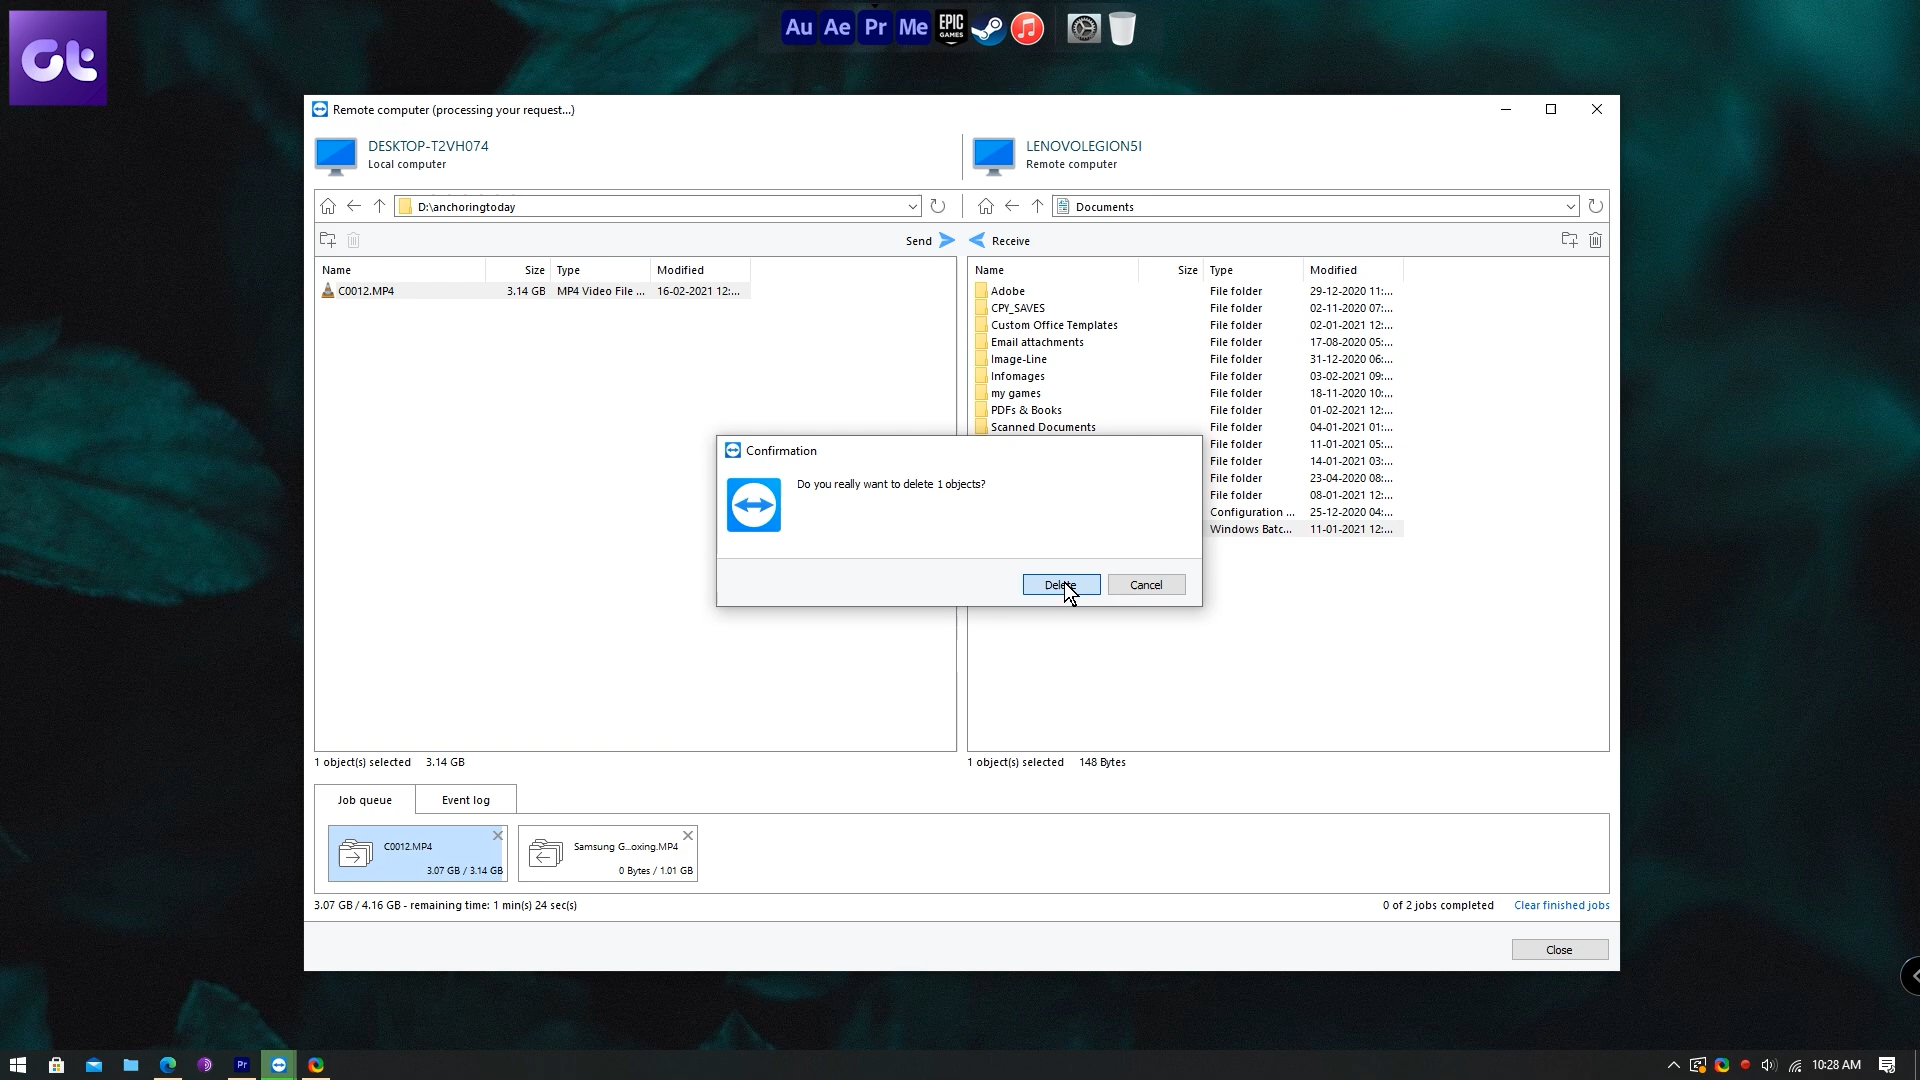 Gt
Au Ae Pr Me EPIC GAMES
Remote computer (processing your request...)
DESKTOP-T2VH074
Local computer
LENOVOLEGION5I
Remote computer
D:\anchoringtoday
Documents
Send
Receive
Name Size Type Modified
C0012.MP4 3.14 GB MP4 Video File ... 16-02-2021 12:...
Name Size Type Modified
Adobe File folder 29-12-2020 11:...
CPY_SAVES File folder 02-11-2020 07:...
Custom Office Templates File folder 02-01-2021 12:...
Email attachments File folder 17-08-2020 05:...
Image-Line File folder 31-12-2020 06:...
Infomages File folder 03-02-2021 09:...
my games File folder 18-11-2020 10:...
PDFs & Books File folder 01-02-2021 12:...
Scanned Documents File folder 04-01-2021 01:...
File folder 11-01-2021 05:...
File folder 14-01-2021 03:...
File folder 23-04-2020 08:...
File folder 08-01-2021 12:...
Configuration ... 25-12-2020 04:...
Windows Batc... 11-01-2021 12:...
Confirmation
Do you really want to delete 1 objects?
Delete
Cancel
1 object(s) selected 3.14 GB
1 object(s) selected 148 Bytes
Job queue
Event log
C0012.MP4
3.07 GB / 3.14 GB
Samsung G...oxing.MP4
0 Bytes / 1.01 GB
3.07 GB / 4.16 GB - remaining time: 1 min(s) 24 sec(s)
0 of 2 jobs completed
Clear finished jobs
Close
Pr
10:28 AM